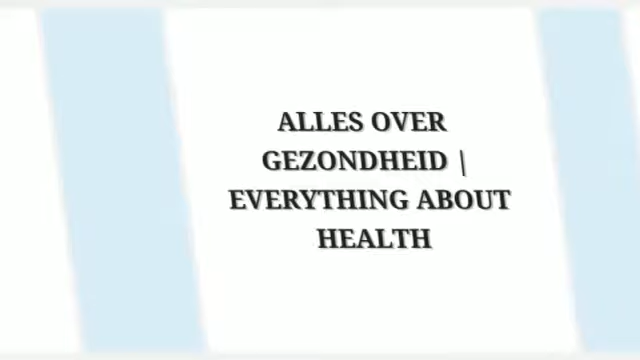 ALLES OVER
GEZONDHEID |
EVERYTHING ABOUT
HEALTH